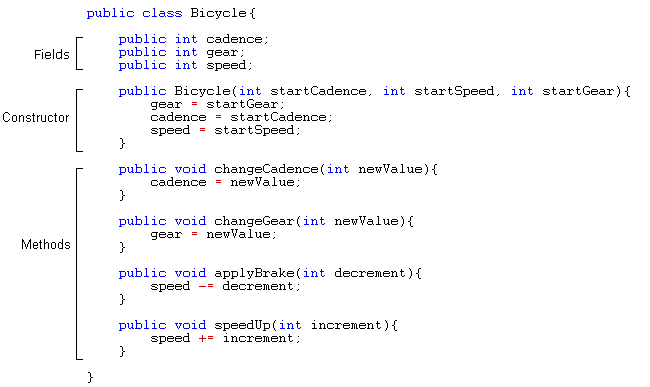 public class Bicycle{
Fields
public int cadence;
public int gear;
public int speed;
Constructor
public Bicycle(int startCadence, int startSpeed, int startGear){
gear = startGear;
cadence = startCadence;
speed = startSpeed;
}
Methods
public void changeCadence(int newValue){
cadence = newValue;
}
public void changeGear(int newValue){
gear = newValue;
}
public void applyBrake(int decrement){
speed -= decrement;
}
public void speedUp(int increment){
speed += increment;
}
}